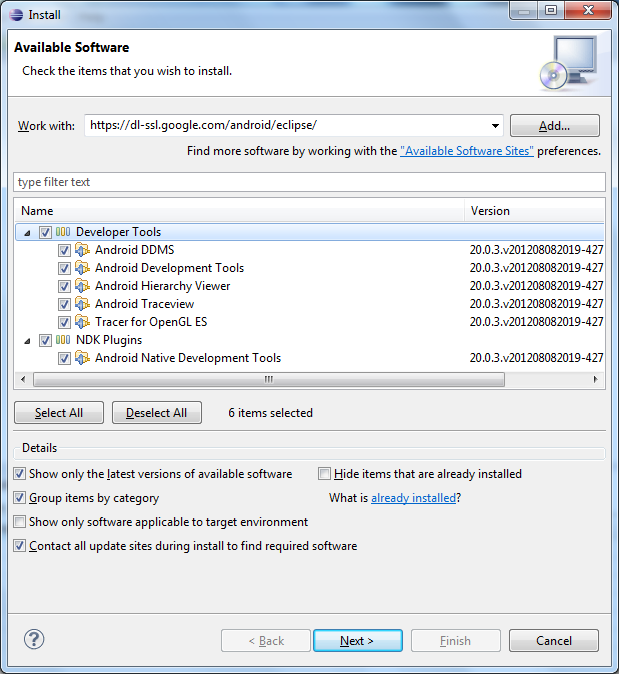 Install
Available Software
Check the items that you wish to install.
Work with: https://dl-ssl.google.com/android/eclipse/ Add...
Find more software by working with the "Available Software Sites" preferences.
type filter text
Name Version
Developer Tools
Android DDMS 20.0.3.v201208082019-427
Android Development Tools 20.0.3.v201208082019-427
Android Hierarchy Viewer 20.0.3.v201208082019-427
Android Traceview 20.0.3.v201208082019-427
Tracer for OpenGL ES 20.0.3.v201208082019-427
NDK Plugins
Android Native Development Tools 20.0.3.v201208082019-427
Select All Deselect All 6 items selected
Details
Show only the latest versions of available software Hide items that are already installed
Group items by category What is already installed?
Show only software applicable to target environment
Contact all update sites during install to find required software
? < Back Next > Finish Cancel